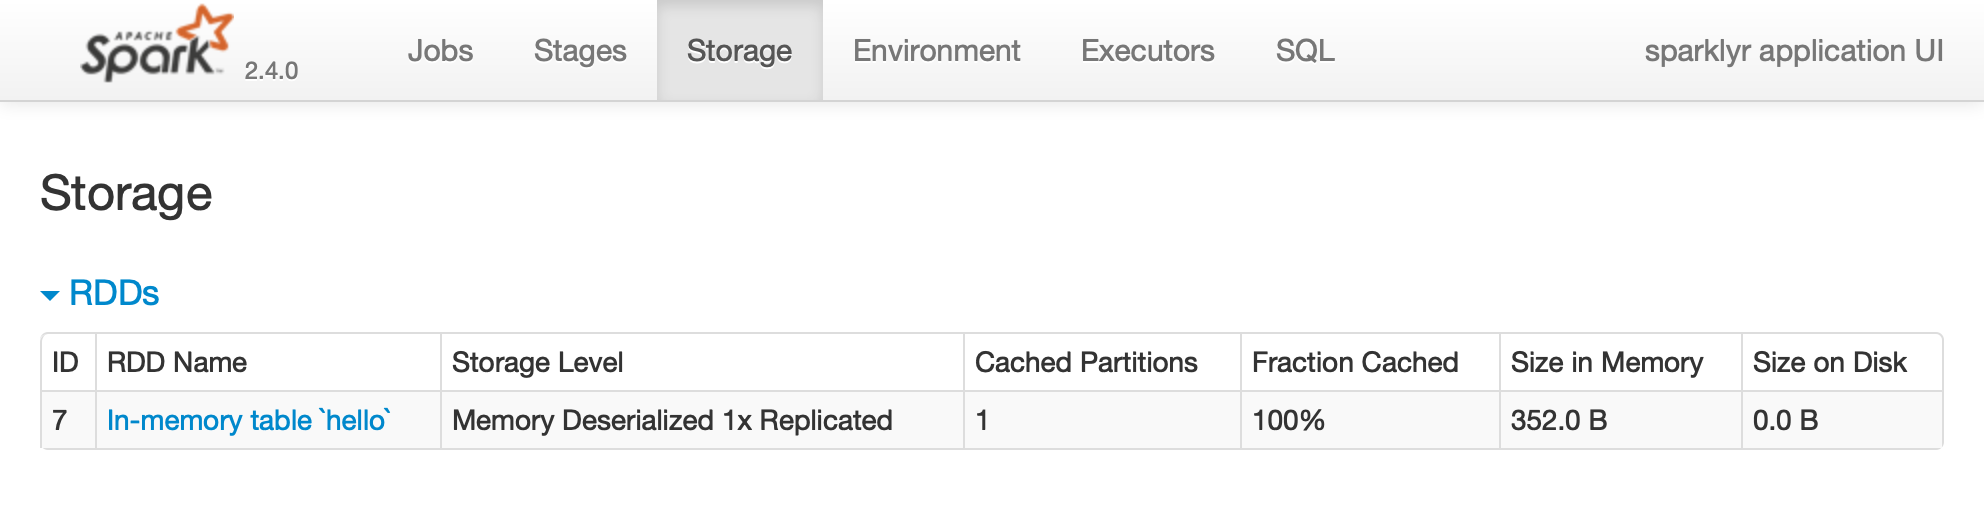 APACHE
Spark™ 2.4.0 Jobs Stages Storage Environment Executors SQL sparklyr application UI
Storage
RDDs
ID RDD Name Storage Level Cached Partitions Fraction Cached Size in Memory Size on Disk
7 In-memory table `hello` Memory Deserialized 1x Replicated 1 100% 352.0 B 0.0 B